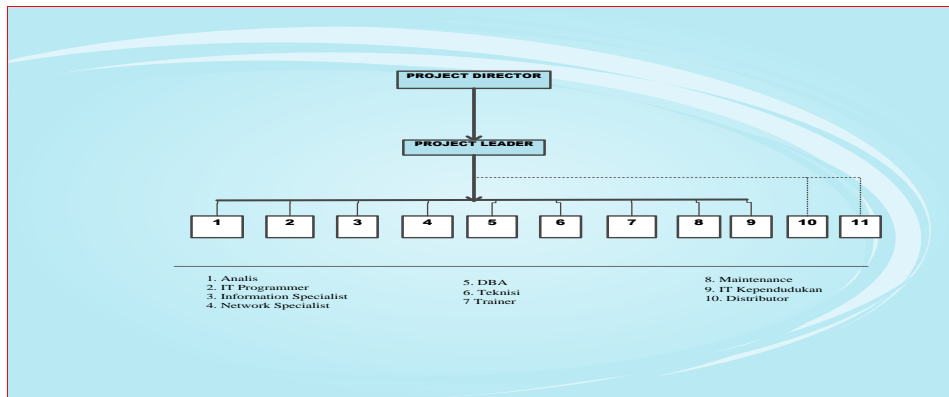 PROJECT DIRECTOR
PROJECT LEADER
1 2 3 4 5 6 7 8 9 10 11
1. Analis
2. IT Programmer
3. Information Specialist
4. Network Specialist
5. DBA
6. Teknisi
7 Trainer
8. Maintenance
9. IT Kependudukan
10. Distributor